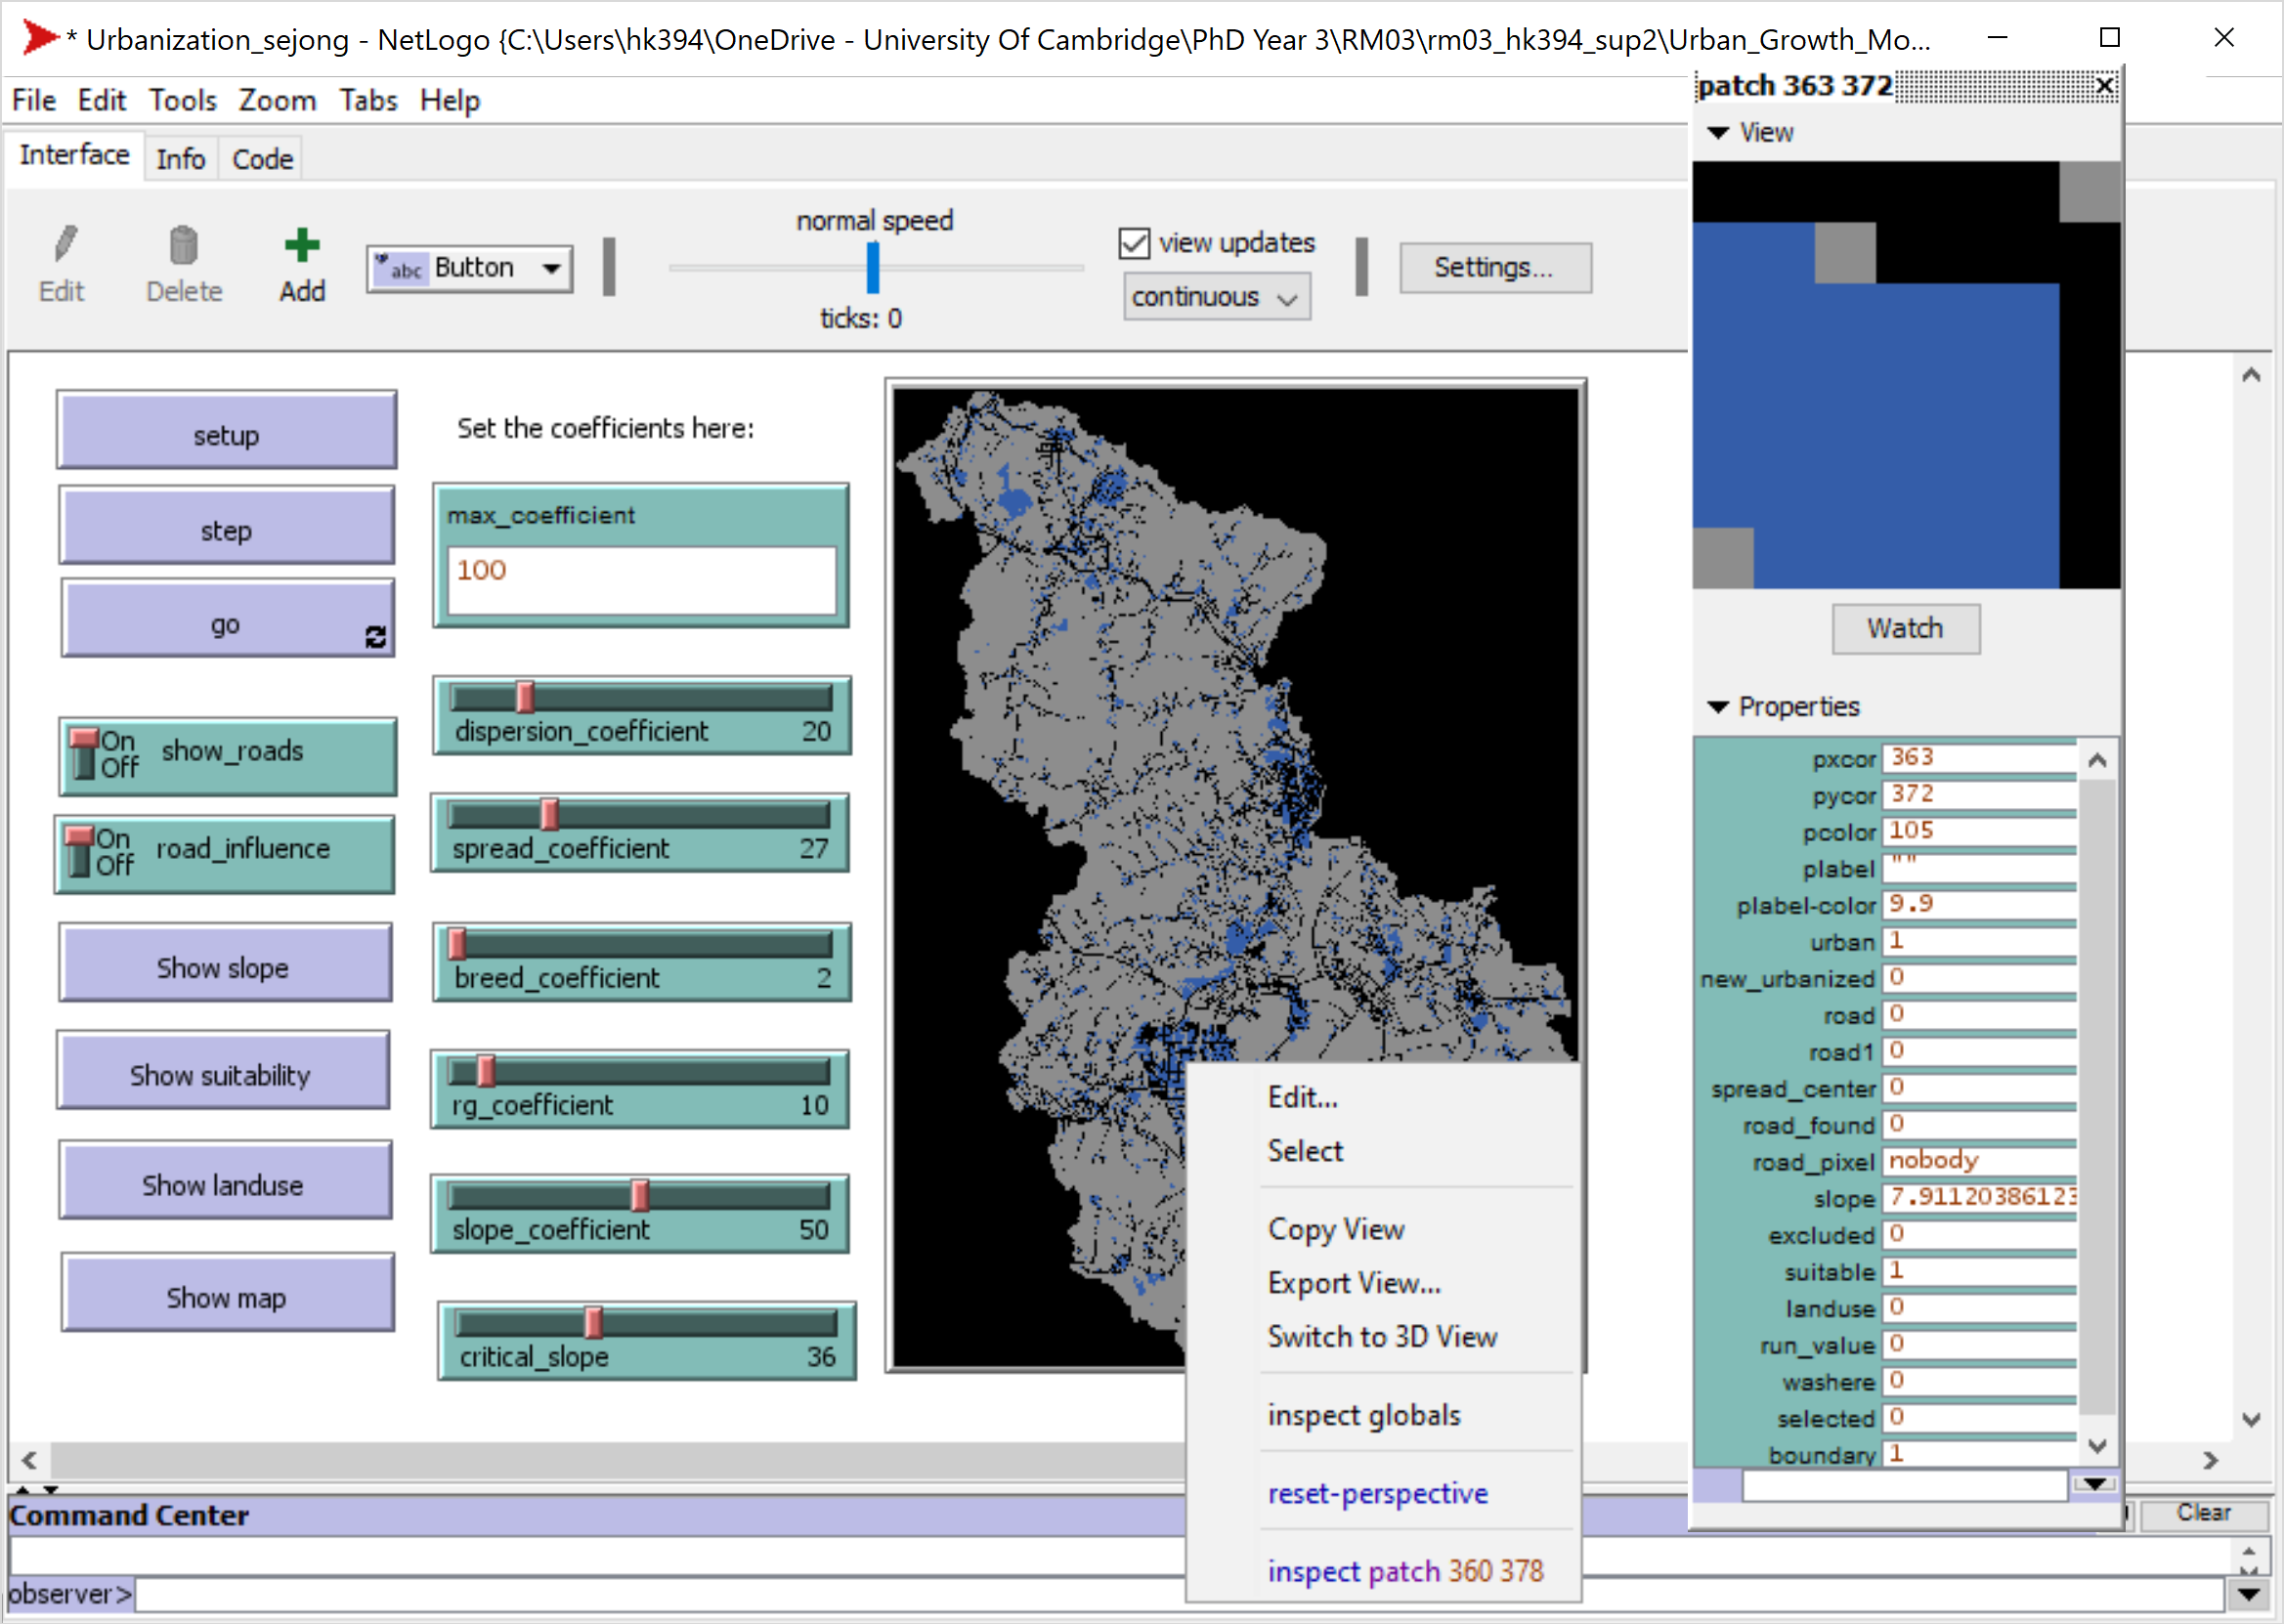 * Urbanization_sejong - NetLogo {C:\Users\hk394\OneDrive - University Of Cambridge\PhD Year 3\RM03\rm03_hk394_sup2\Urban_Growth_Mo...
File Edit Tools Zoom Tabs Help
Interface Info Code
Edit Delete Add
abc Button
normal speed
ticks: 0
view updates
continuous
Settings...
setup
step
go
On
Off
show_roads
On
Off
road_influence
Show slope
Show suitability
Show landuse
Show map
Set the coefficients here:
max_coefficient
100
dispersion_coefficient 20
spread_coefficient 27
breed_coefficient 2
rg_coefficient 10
slope_coefficient 50
critical_slope 36
Edit...
Select
Copy View
Export View...
Switch to 3D View
inspect globals
reset-perspective
inspect patch 360 378
patch 363 372
View
Watch
Properties
pxcor 363
pycor 372
pcolor 105
plabel ""
plabel-color 9.9
urban 1
new_urbanized 0
road 0
road1 0
spread_center 0
road_found 0
road_pixel nobody
slope 7.91120386123
excluded 0
suitable 1
landuse 0
run_value 0
washere 0
selected 0
boundary 1
Command Center
Clear
observer>